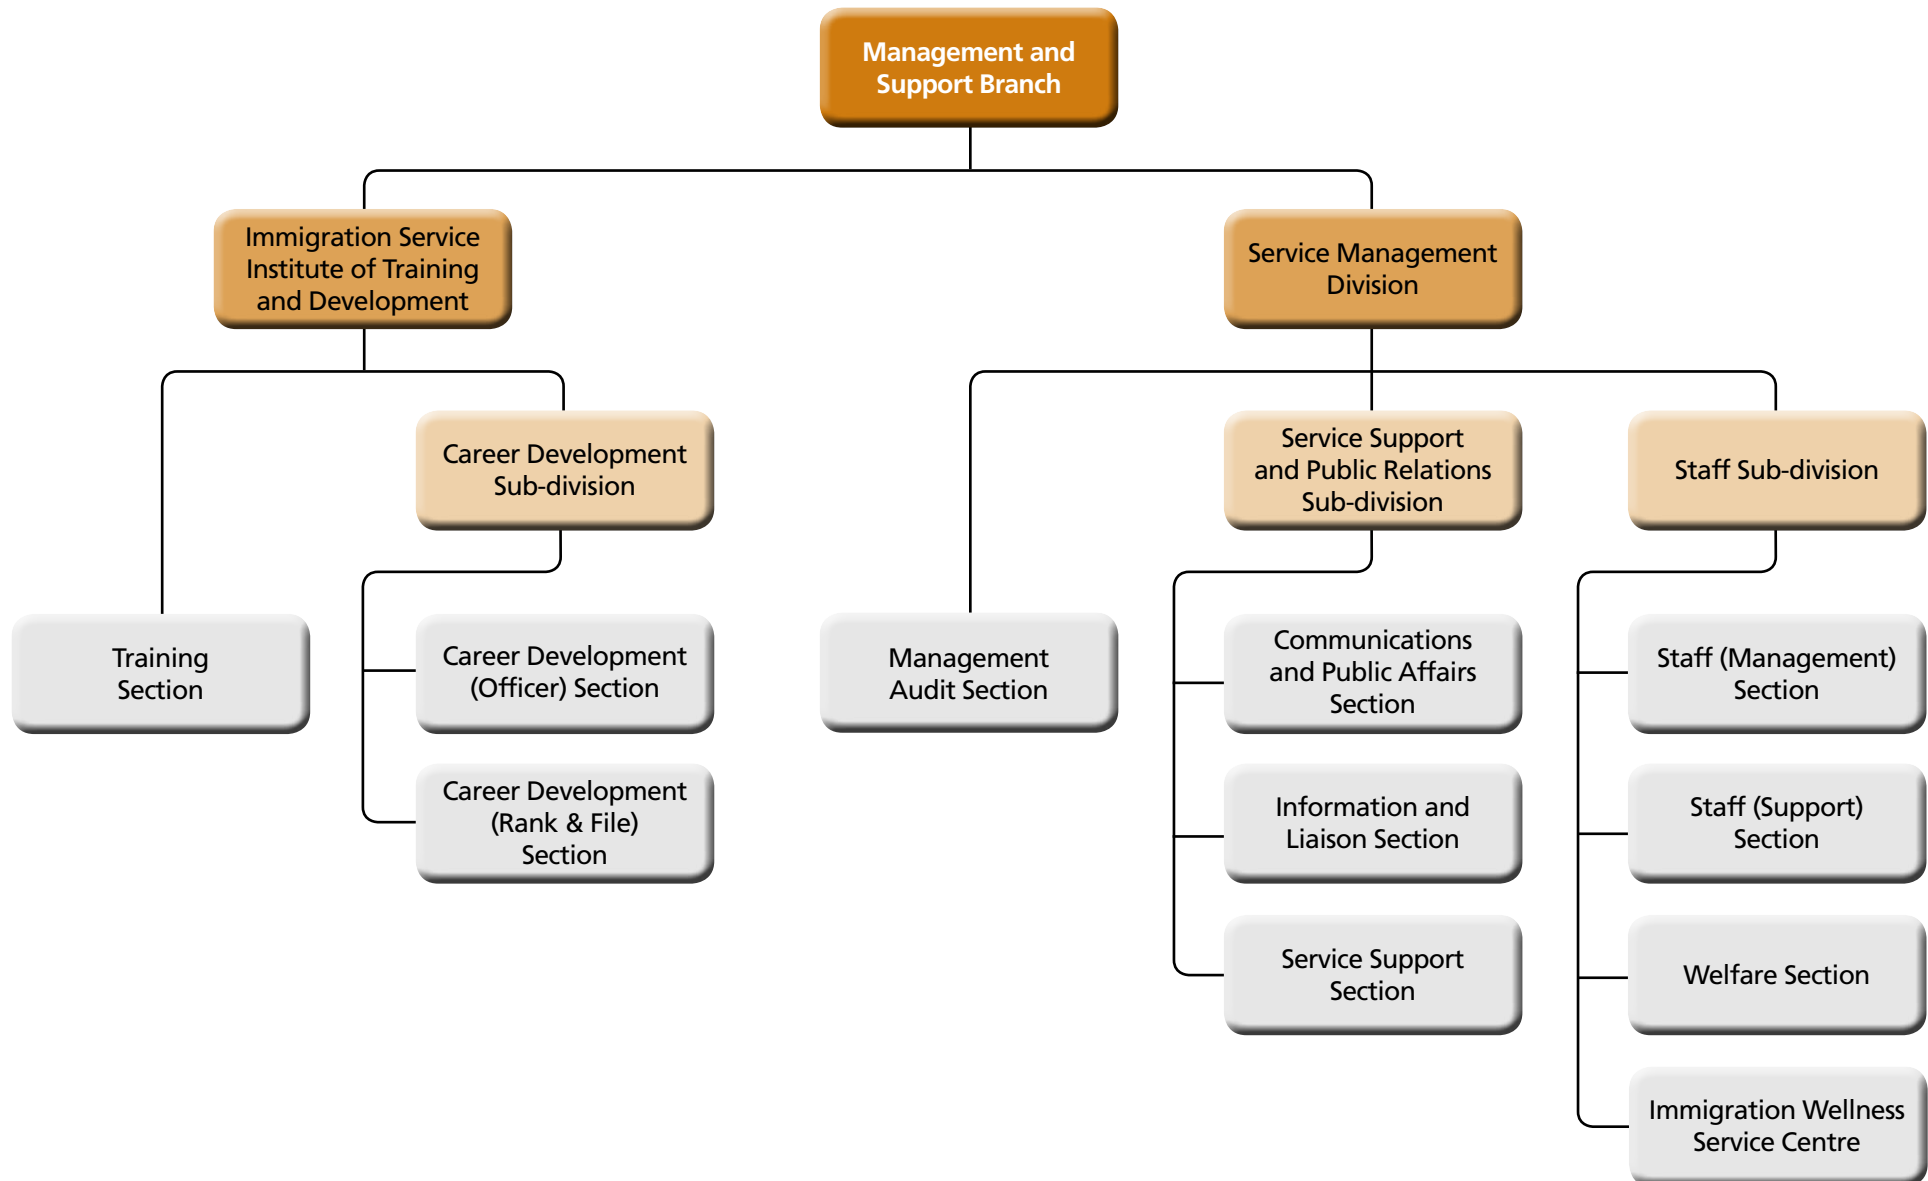 Management and
Support Branch
Immigration Service
Institute of Training
and Development
Service Management
Division
Career Development
Sub-division
Service Support
and Public Relations
Sub-division
Staff Sub-division
Training
Section
Career Development
(Officer) Section
Management
Audit Section
Communications
and Public Affairs
Section
Staff (Management)
Section
Career Development
(Rank & File)
Section
Information and
Liaison Section
Staff (Support)
Section
Service Support
Section
Welfare Section
Immigration Wellness
Service Centre